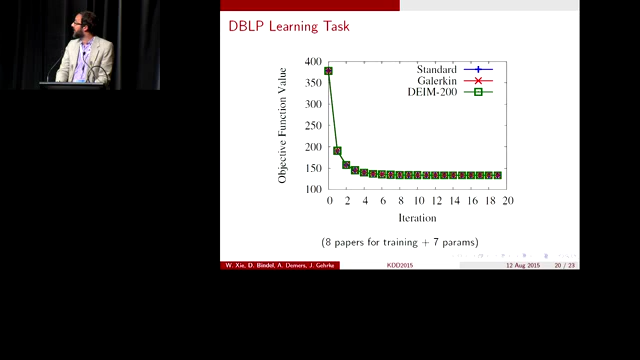 DBLP Learning Task
Objective Function Value
400
350
300
250
200
150
100
Standard
Galerkin
DEIM-200
0 2 4 6 8 10 12 14 16 18 20
Iteration
(8 papers for training + 7 params)
W. Xie, D. Bindel, A. Demers, J. Gehrke KDD2015 12 Aug 2015 20 / 23